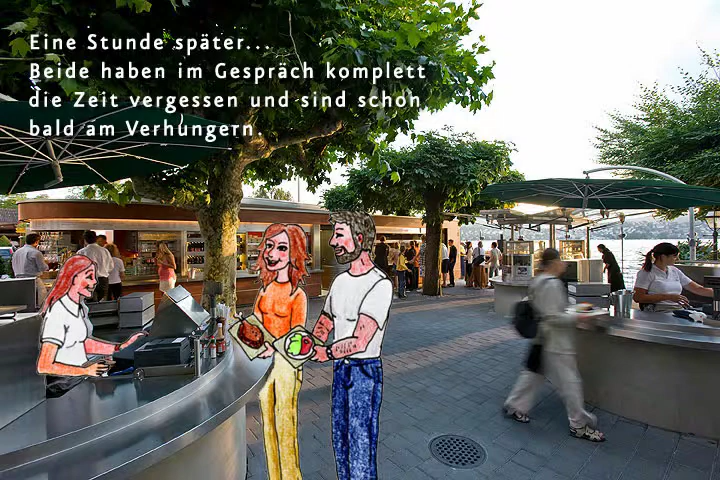 Eine Stunde später...
Beide haben im Gespräch komplett
die Zeit vergessen und sind schon
bald am Verhungern.